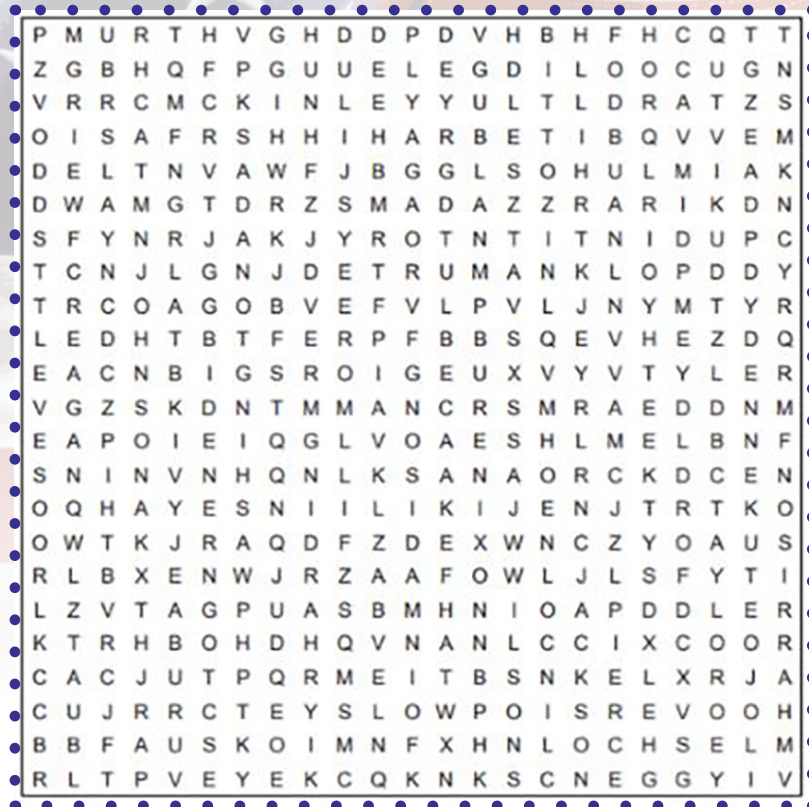 P M U R T H V G H D D P D V H B H F H C Q T T
Z G B H Q F P G U U E L E G D I L O O C U G N
V R R C M C K I N L E Y Y U L T L D R A T Z S
O I S A F R S H H I H A R B E T I B Q V V E M
D E L T N V A W F J B G G L S O H U L M I A K
D W A M G T D R Z S M A D A Z Z R A R I K D N
S F Y N R J A K J Y R O T N T I T N I D U P C
T C N J L G N J D E T R U M A N K L O P D D Y
T R C O A G O B V E F V L P V L J N Y M T Y R
L E D H T B T F E R P F B B S Q E V H E Z D Q
E A C N B I G S R O I G E U X V Y V T Y L E R
V G Z S K D N T M M A N C R S M R A E D D N M
E A P O I E I Q G L V O A E S H L M E L B N F
S N I N V N H Q N L K S A N A O R C K D C E N
O Q H A Y E S N I I L I K I J E N J T R T K O
O W T K J R A Q D F Z D E X W N C Z Y O A U S
R L B X E N W J R Z A A F O W L J L S F Y T I
L Z V T A G P U A S B M H N I O A P D D L E R
K T R H B O H D H Q V N A N L C C I X C O O R
C A C J U T P Q R M E I T B S N K E L X R J A
C U J R R C T E Y S L O W P O I S R E V O O H
B B F A U S K O I M N F X H N L O C H S E L M
R L T P V E Y E K C Q K N K S C N E G G Y I V